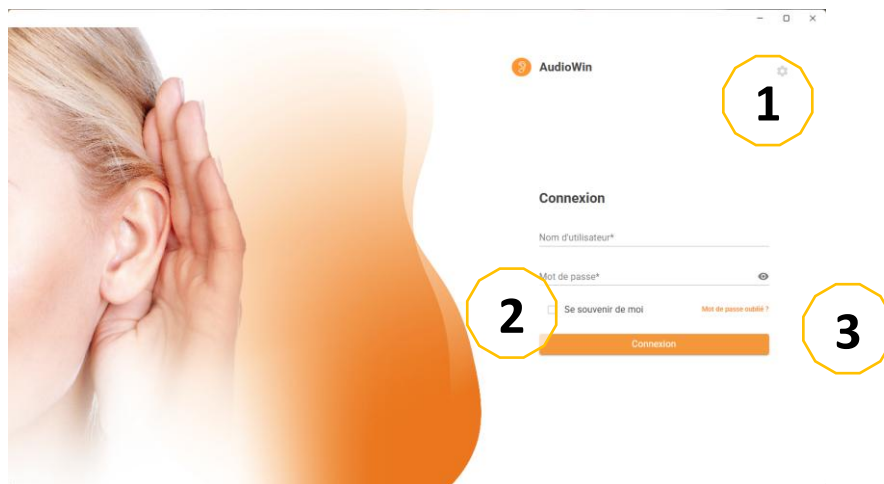 AudioWin
1
Connexion
Nom d'utilisateur*
Mot de passe*
2
Se souvenir de moi
Mot de passe oublié ?
3
Connexion